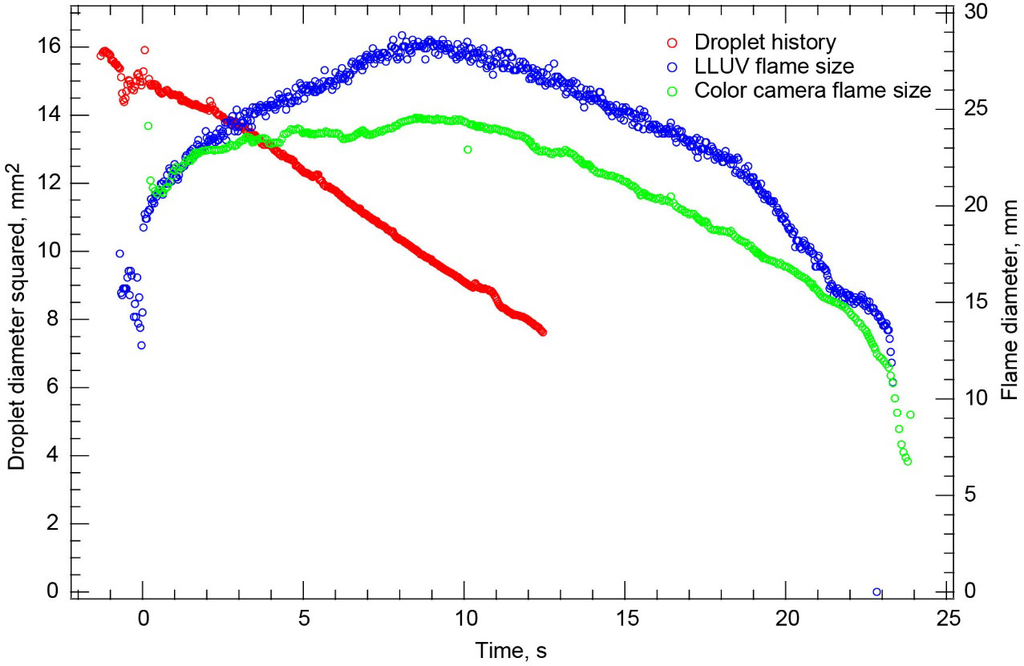 Droplet history
LLUV flame size
Color camera flame size
Droplet diameter squared, mm2
16
14
12
10
8
6
4
2
0
30
25
20
15
10
5
0
Flame diameter, mm
0 5 10 15 20 25
Time, s